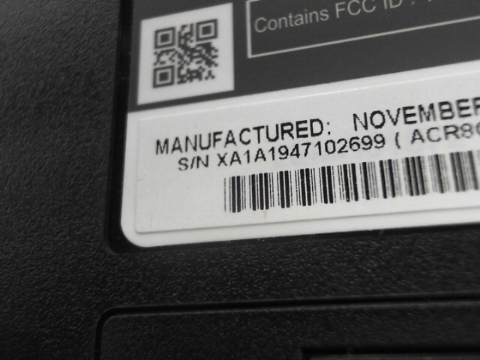 Contains FCC ID :
MANUFACTURED: NOVEMBER
S/N XA1A1947102699 ( ACR8